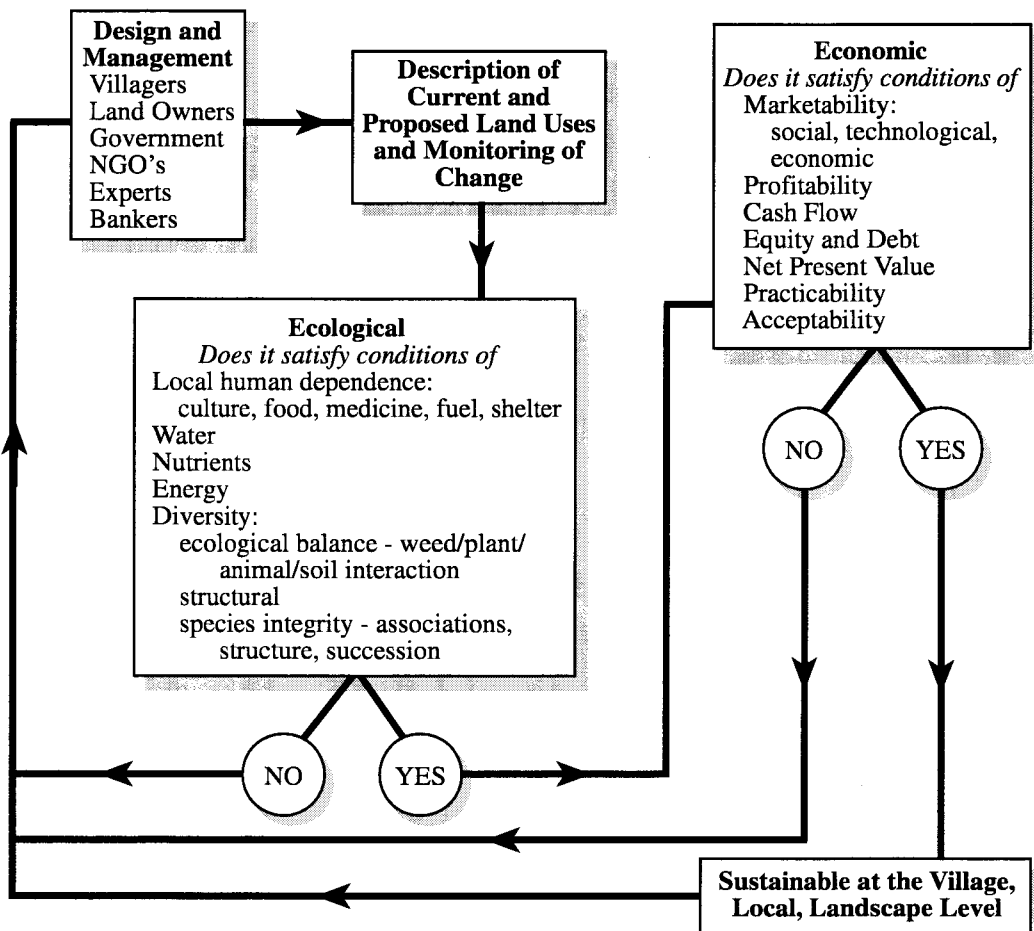 Design and
Management
Villagers
Land Owners
Government
NGO's
Experts
Bankers
Description of
Current and
Proposed Land Uses
and Monitoring of
Change
Economic
Does it satisfy conditions of
Marketability:
social, technological,
economic
Profitability
Cash Flow
Equity and Debt
Net Present Value
Practicability
Acceptability
Ecological
Does it satisfy conditions of
Local human dependence:
culture, food, medicine, fuel, shelter
Water
Nutrients
Energy
Diversity:
ecological balance - weed/plant/
animal/soil interaction
structural
species integrity - associations,
structure, succession
NO
YES
NO
YES
Sustainable at the Village,
Local, Landscape Level